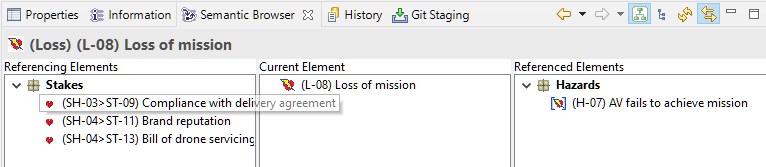 Properties Information Semantic Browser History Git Staging
(Loss) (L-08) Loss of mission
Referencing Elements Current Element Referenced Elements
Stakes (L-08) Loss of mission Hazards
(SH-03>ST-09) Compliance with delivery agreement (H-07) AV fails to achieve mission
(SH-04>ST-11) Brand reputation
(SH-04>ST-13) Bill of drone servicing